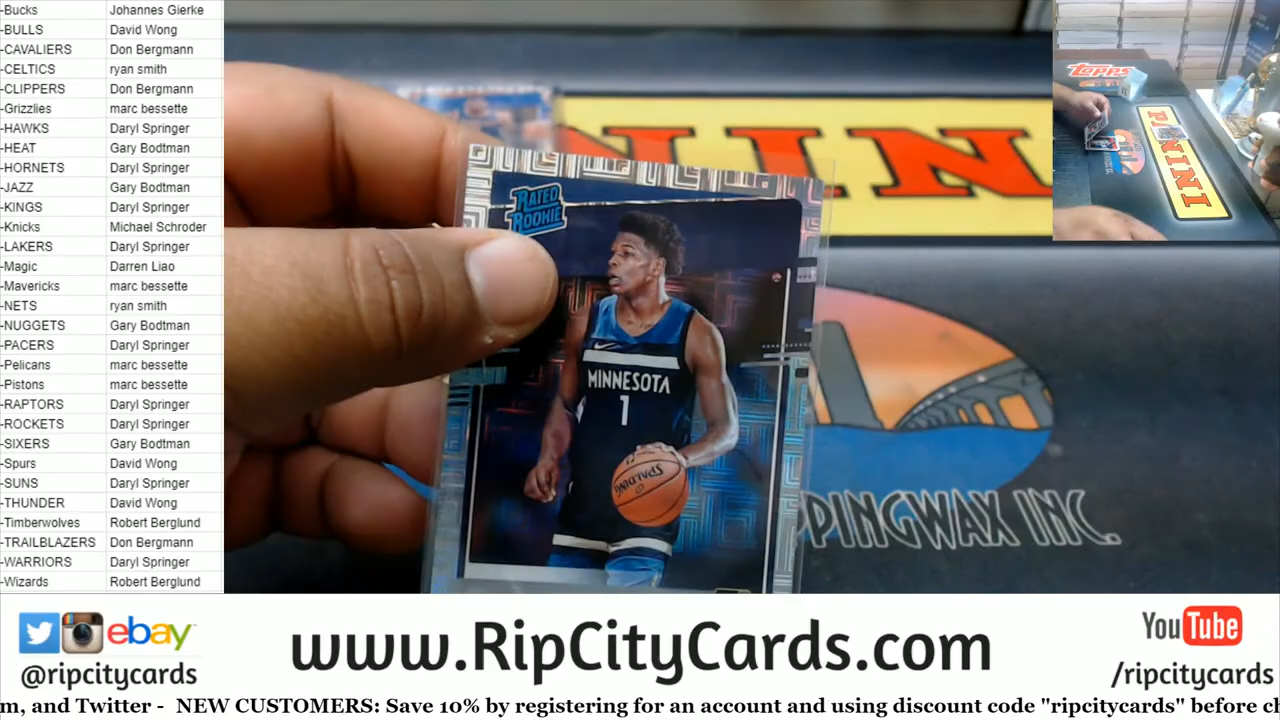 -Bucks Johannes Gierke
-BULLS David Wong
-CAVALIERS Don Bergmann
-CELTICS ryan smith
-CLIPPERS Don Bergmann
-Grizzlies marc bessette
-HAWKS Daryl Springer
-HEAT Gary Bodtman
-HORNETS Daryl Springer
-JAZZ Gary Bodtman
-KINGS Daryl Springer
-Knicks Michael Schroder
-LAKERS Daryl Springer
-Magic Darren Liao
-Mavericks marc bessette
-NETS ryan smith
-NUGGETS Gary Bodtman
-PACERS Daryl Springer
-Pelicans marc bessette
-Pistons marc bessette
-RAPTORS Daryl Springer
-ROCKETS Daryl Springer
-SIXERS Gary Bodtman
-Spurs David Wong
-SUNS Daryl Springer
-THUNDER David Wong
-Timberwolves Robert Berglund
-TRAILBLAZERS Don Bergmann
-WARRIORS Daryl Springer
-Wizards Robert Berglund
RATED
ROOKIE
MINNESOTA
1
SPALDING
ININ
PPINGWAX INC.
Topps
PANINI
ebay
@ripcitycards
www.RipCityCards.com
YouTube
/ripcitycards
m, and Twitter - NEW CUSTOMERS: Save 10% by registering for an account and using discount code "ripcitycards" before cl